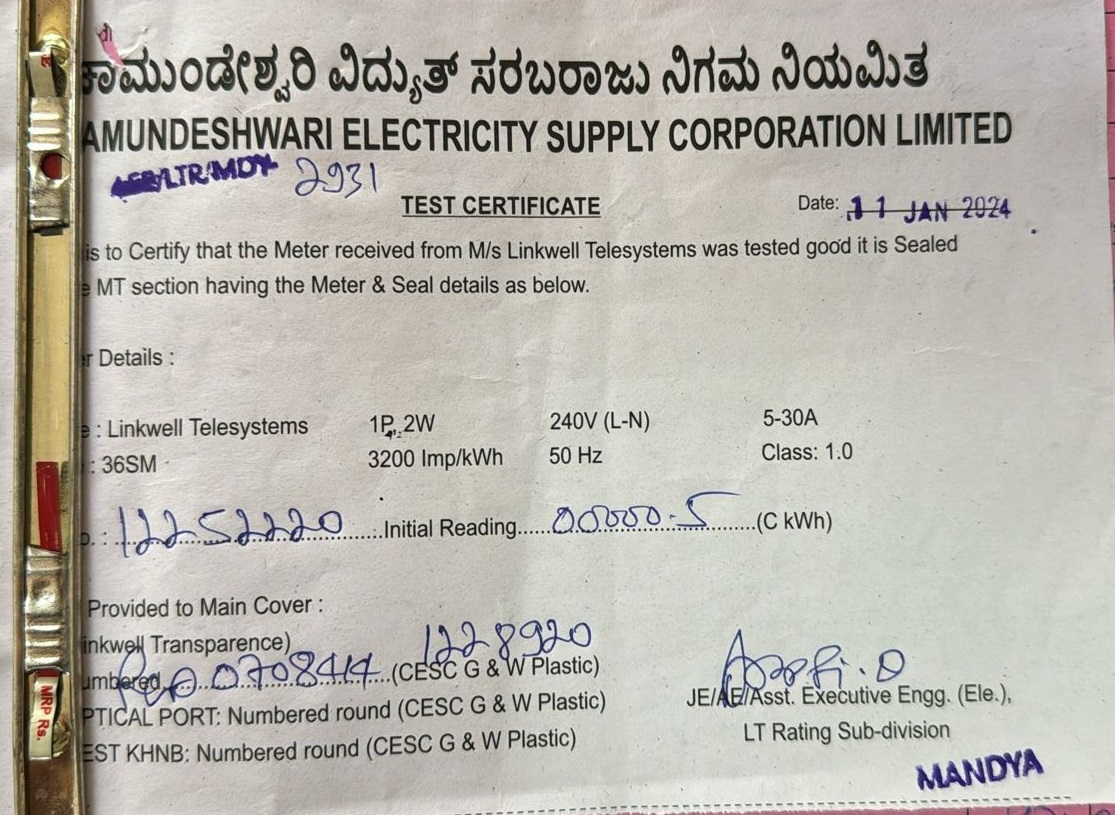 ಚಾಮುಂಡೇಶ್ವರಿ ವಿದ್ಯುತ್ ಸರಬರಾಜು ನಿಗಮ ನಿಯಮಿತ
AMUNDESHWARI ELECTRICITY SUPPLY CORPORATION LIMITED
/LTR/MDY 2931
TEST CERTIFICATE Date: 11 JAN 2024
is to Certify that the Meter received from M/s Linkwell Telesystems was tested good it is Sealed
e MT section having the Meter & Seal details as below.
r Details :
e : Linkwell Telesystems 1P, 2W 240V (L-N) 5-30A
: 36SM 3200 Imp/kWh 50 Hz Class: 1.0
o. : 12252220 Initial Reading 00000.5 (C kWh)
Provided to Main Cover :
inkwell Transparence) 1228920
umbered 0708414 (CESC G & W Plastic)
PTICAL PORT: Numbered round (CESC G & W Plastic) JE/AE/Asst. Executive Engg. (Ele.),
EST KHNB: Numbered round (CESC G & W Plastic) LT Rating Sub-division
MANDYA
MRP Rs.